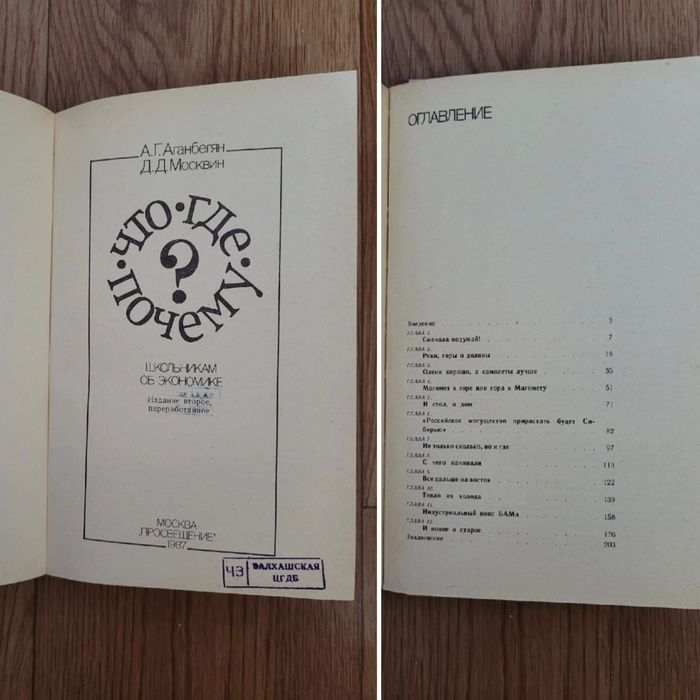 А.Г. Аганбегян
Д.Д. Москвин
·ЧТО·ГДЕ·
?
ПОЧЕМУ
ШКОЛЬНИКАМ
ОБ ЭКОНОМИКЕ
Издание второе,
переработанное
МОСКВА
„ПРОСВЕЩЕНИЕ“
1987
ЧЗ
БАЛХАШСКАЯ
ЦГДБ
ОГЛАВЛЕНИЕ
Введение 3
ГЛАВА 1.
Сначала подумай! 7
ГЛАВА 2.
Реки, горы и долины 16
ГЛАВА 3.
Олени хорошо, а самолеты лучше 35
ГЛАВА 4.
Магомет к горе или гора к Магомету 51
ГЛАВА 5.
И стол, и дом 71
ГЛАВА 6.
«Российское могущество прирастать будет Си-
бирью» 82
ГЛАВА 7.
Не только сколько, но и где 97
ГЛАВА 8.
С чего начинали 113
ГЛАВА 9.
Все дальше на восток 122
ГЛАВА 10.
Тепло из холода 139
ГЛАВА 11.
Индустриальный пояс БАМа 158
ГЛАВА 12.
И новое и старое 176
Заключение 203